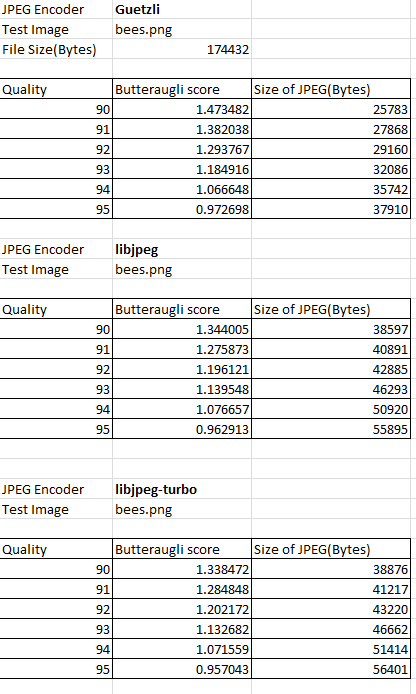 JPEG Encoder Guetzli
Test Image bees.png
File Size(Bytes) 174432
Quality Butteraugli score Size of JPEG(Bytes)
90 1.473482 25783
91 1.382038 27868
92 1.293767 29160
93 1.184916 32086
94 1.066648 35742
95 0.972698 37910
JPEG Encoder libjpeg
Test Image bees.png
Quality Butteraugli score Size of JPEG(Bytes)
90 1.344005 38597
91 1.275873 40891
92 1.196121 42885
93 1.139548 46293
94 1.076657 50920
95 0.962913 55895
JPEG Encoder libjpeg-turbo
Test Image bees.png
Quality Butteraugli score Size of JPEG(Bytes)
90 1.338472 38876
91 1.284848 41217
92 1.202172 43220
93 1.132682 46662
94 1.071559 51414
95 0.957043 56401